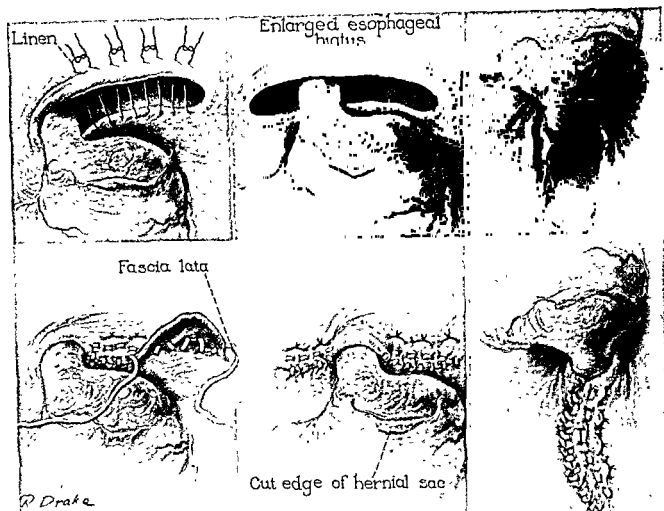 Linen
Enlarged esophageal
hiatus
Fascia lata
Cut edge of hernial sac
R Drake